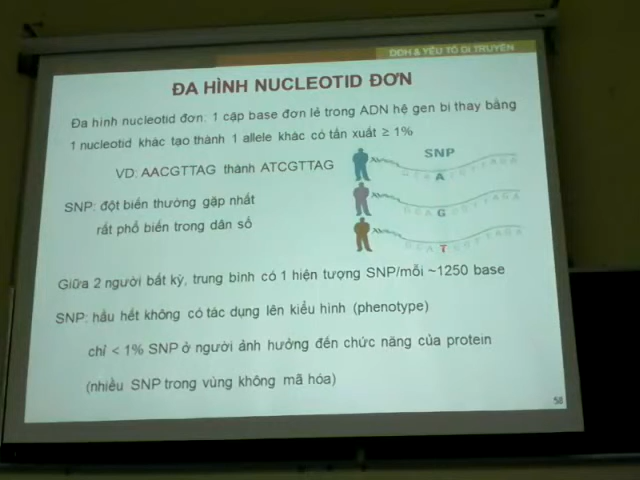 DDH & YẾU TỐ DI TRUYỀN
ĐA HÌNH NUCLEOTID ĐƠN
Đa hình nucleotid đơn: 1 cặp base đơn lẻ trong ADN hệ gen bị thay bằng
1 nucleotid khác tạo thành 1 allele khác có tần xuất ≥ 1%
VD: AACGTTAG thành ATCGTTAG
SNP
SNP: đột biến thường gặp nhất
rất phổ biến trong dân số
A
G
T
Giữa 2 người bất kỳ, trung bình có 1 hiện tượng SNP/mỗi ~1250 base
SNP: hầu hết không có tác dụng lên kiểu hình (phenotype)
chỉ < 1% SNP ở người ảnh hưởng đến chức năng của protein
(nhiều SNP trong vùng không mã hóa)
58